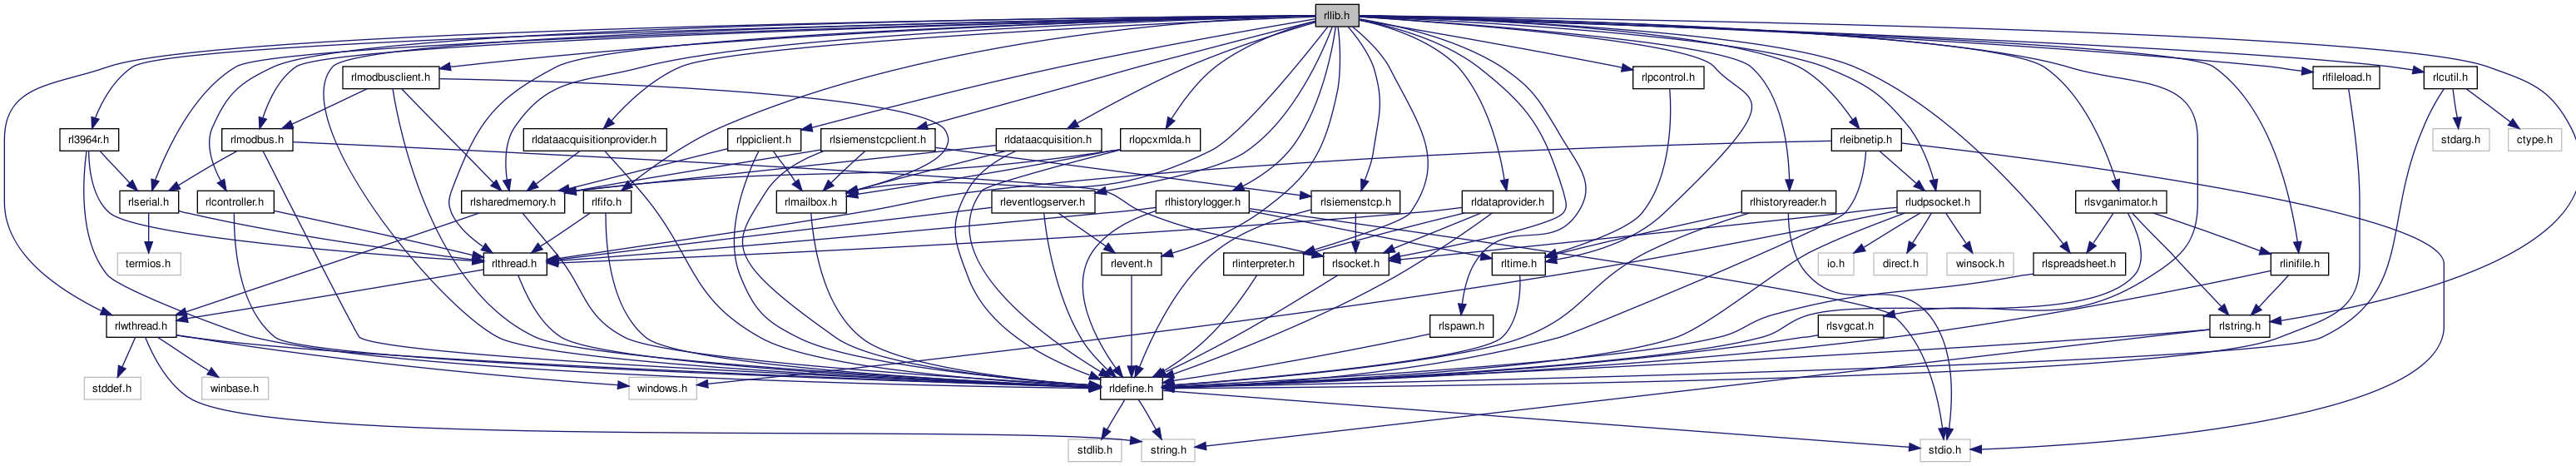 rllib.h
rlmodbusclient.h
rlpcontrol.h
rlfileload.h
rlcutil.h
rl3964r.h
rlmodbus.h
rldataacquisitionprovider.h
rlppiclient.h
rlsiemenstcpclient.h
rldataacquisition.h
rlopcxmlda.h
rleibnetip.h
stdarg.h
ctype.h
rlserial.h
rlcontroller.h
rlsharedmemory.h
rlfifo.h
rlmailbox.h
rleventlogserver.h
rlhistorylogger.h
rlsiemenstcp.h
rldataprovider.h
rlhistoryreader.h
rludpsocket.h
rlsvganimator.h
termios.h
rlthread.h
rlevent.h
rlinterpreter.h
rlsocket.h
rltime.h
io.h
direct.h
winsock.h
rlspreadsheet.h
rlinifile.h
rlwthread.h
rlspawn.h
rlsvgcat.h
rlstring.h
stddef.h
winbase.h
windows.h
rldefine.h
stdlib.h
string.h
stdio.h